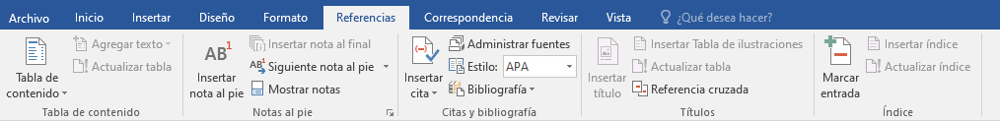 Archivo Inicio Insertar Diseño Formato Referencias Correspondencia Revisar Vista ¿Qué desea hacer?
Tabla de
contenido
Agregar texto
Actualizar tabla
Tabla de contenido
AB1
Insertar
nota al pie
Insertar nota al final
Siguiente nota al pie
Mostrar notas
Notas al pie
Insertar
cita
Administrar fuentes
Estilo: APA
Bibliografía
Citas y bibliografía
Insertar
título
Insertar Tabla de ilustraciones
Actualizar tabla
Referencia cruzada
Títulos
Marcar
entrada
Insertar índice
Actualizar índice
Índice